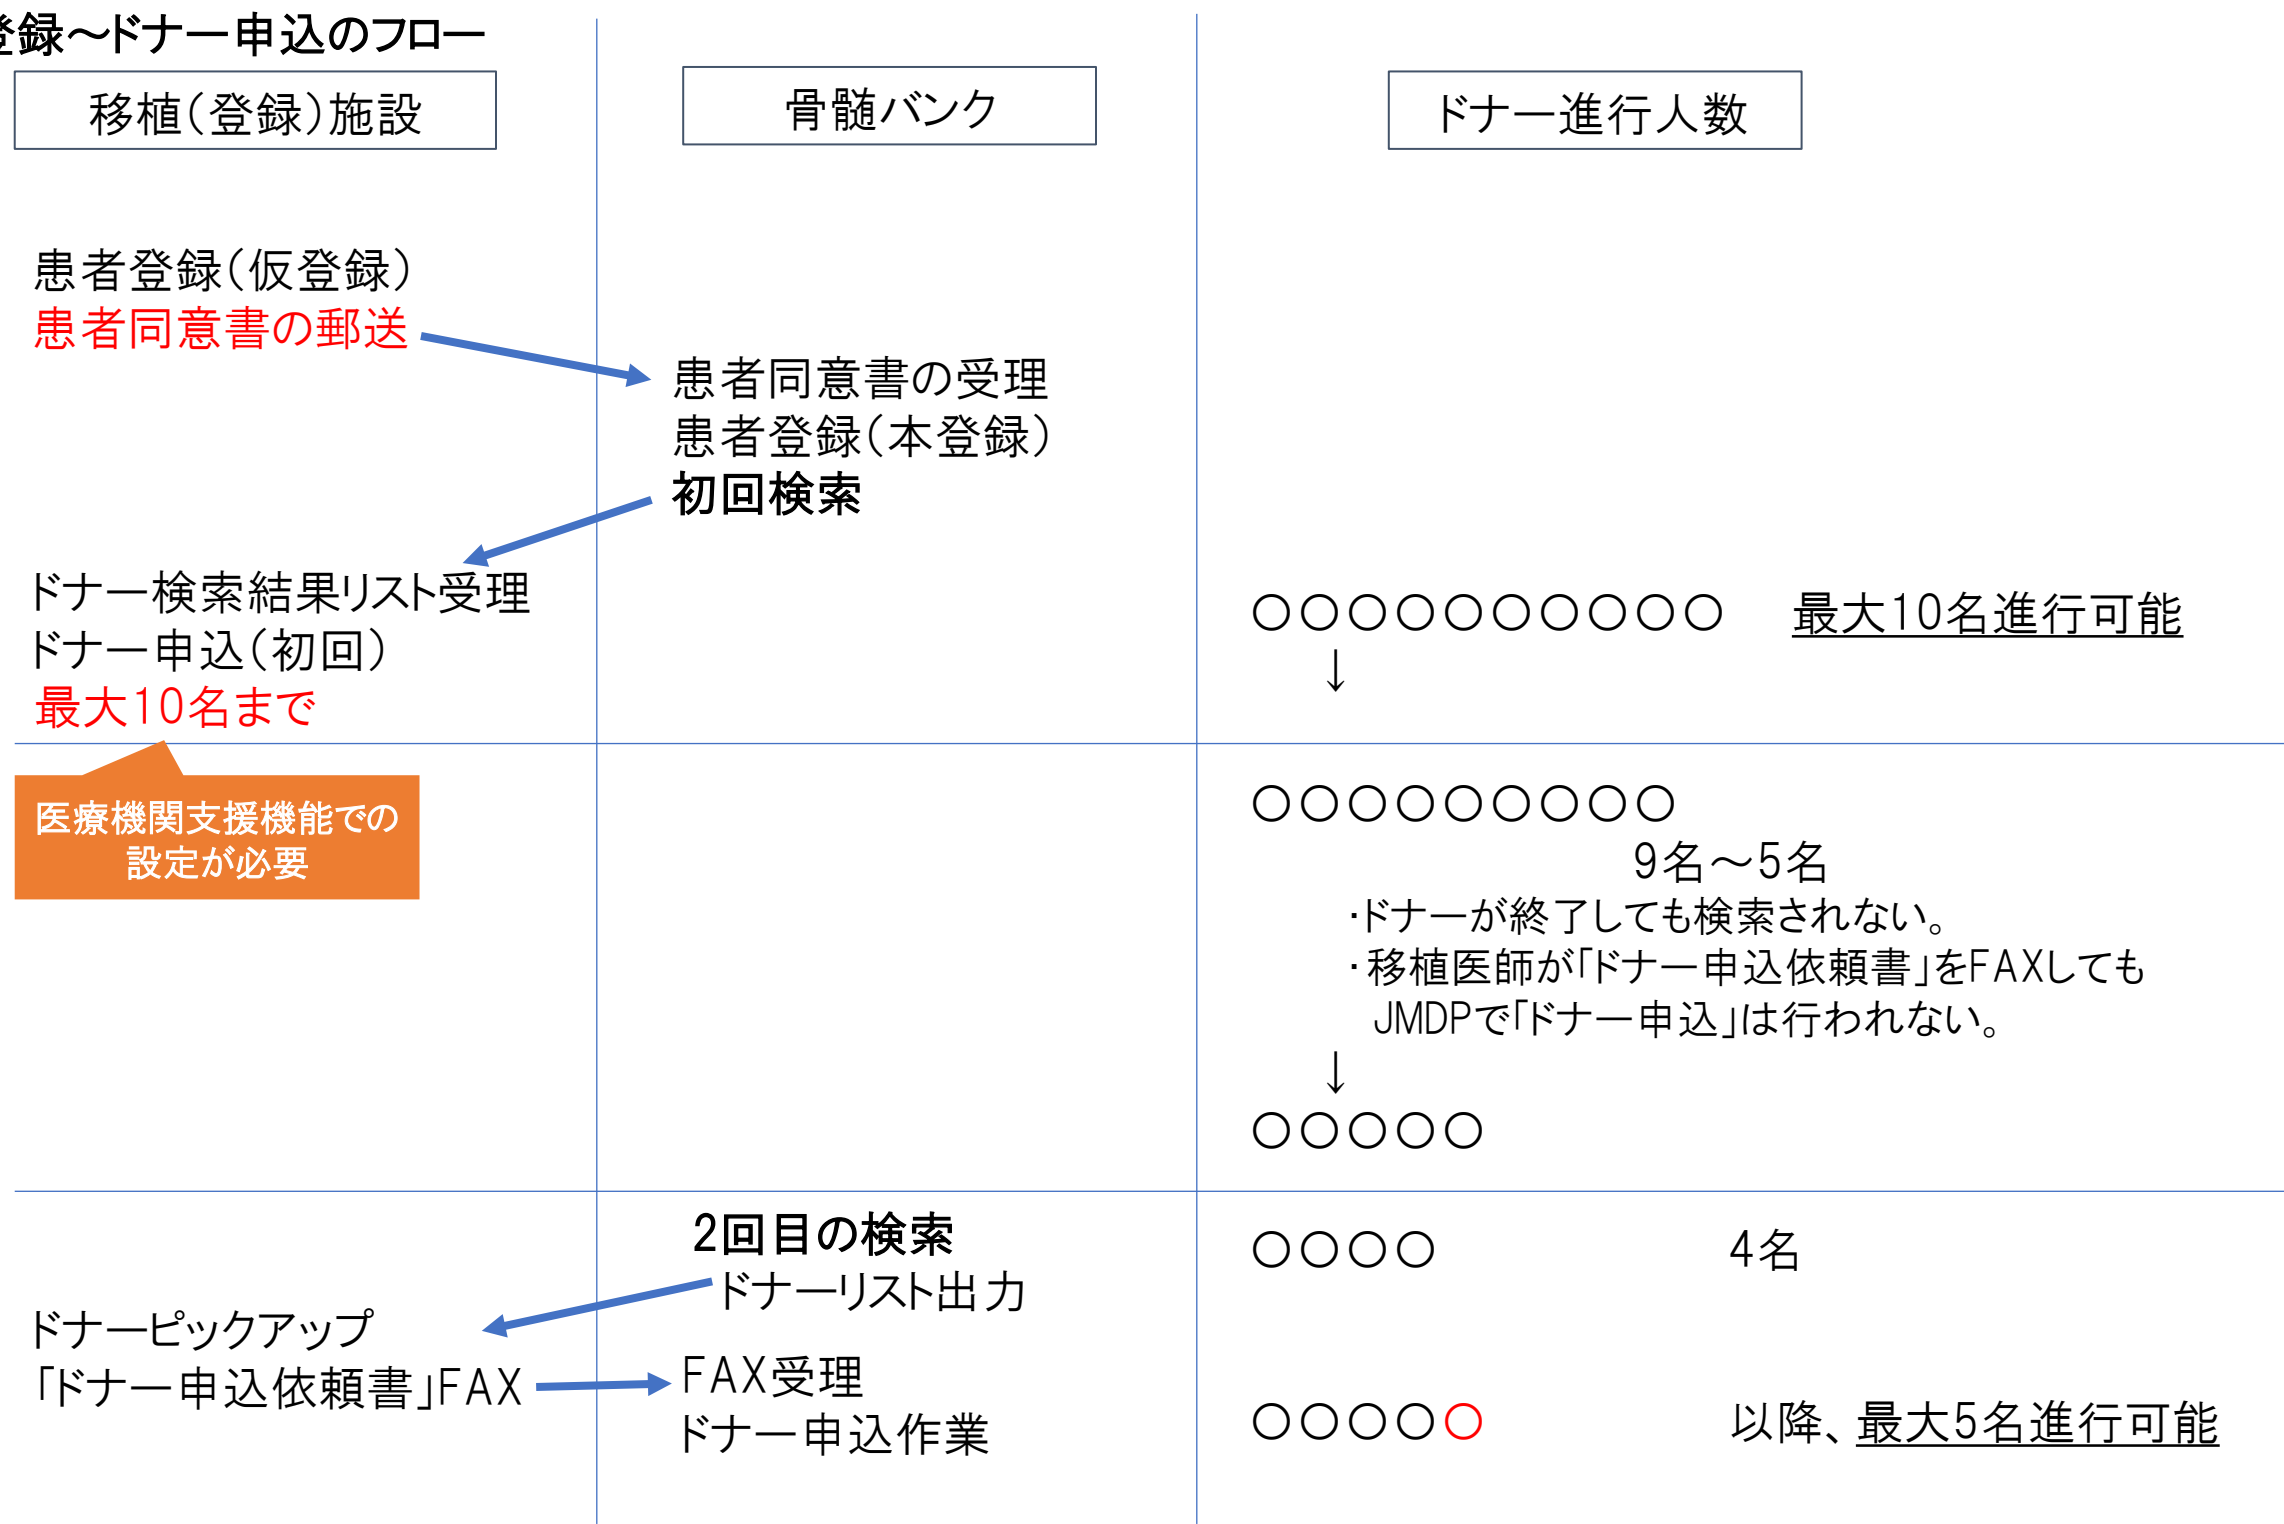 登録～ドナー申込のフロー
移植（登録）施設
骨髄バンク
ドナー進行人数
患者登録（仮登録）
患者同意書の郵送
患者同意書の受理
患者登録（本登録）
初回検索
ドナー検索結果リスト受理
ドナー申込（初回）
最大10名まで
○○○○○○○○○○ 最大10名進行可能
↓
医療機関支援機能での
設定が必要
○○○○○○○○○
9名～5名
・ドナーが終了しても検索されない。
・移植医師が「ドナー申込依頼書」をFAXしても
JMDPで「ドナー申込」は行われない。
↓
○○○○○
2回目の検索
ドナーリスト出力
○○○○ 4名
ドナーピックアップ
「ドナー申込依頼書」FAX
FAX受理
ドナー申込作業
○○○○○ 以降、最大5名進行可能